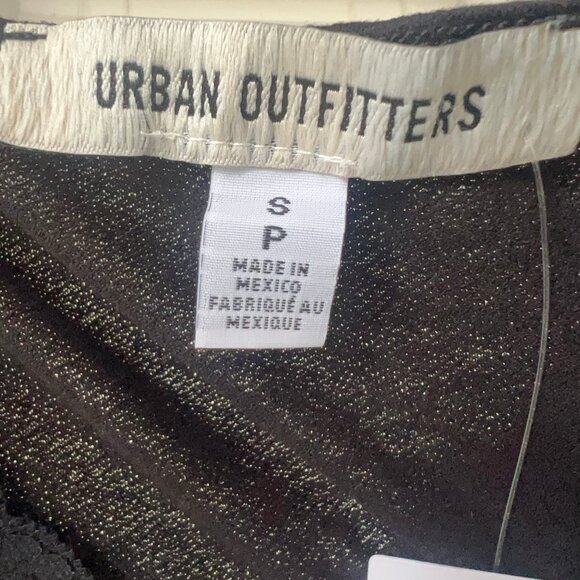 URBAN OUTFITTERS
S
P
MADE IN
MEXICO
FABRIQUÉ AU
MEXIQUE